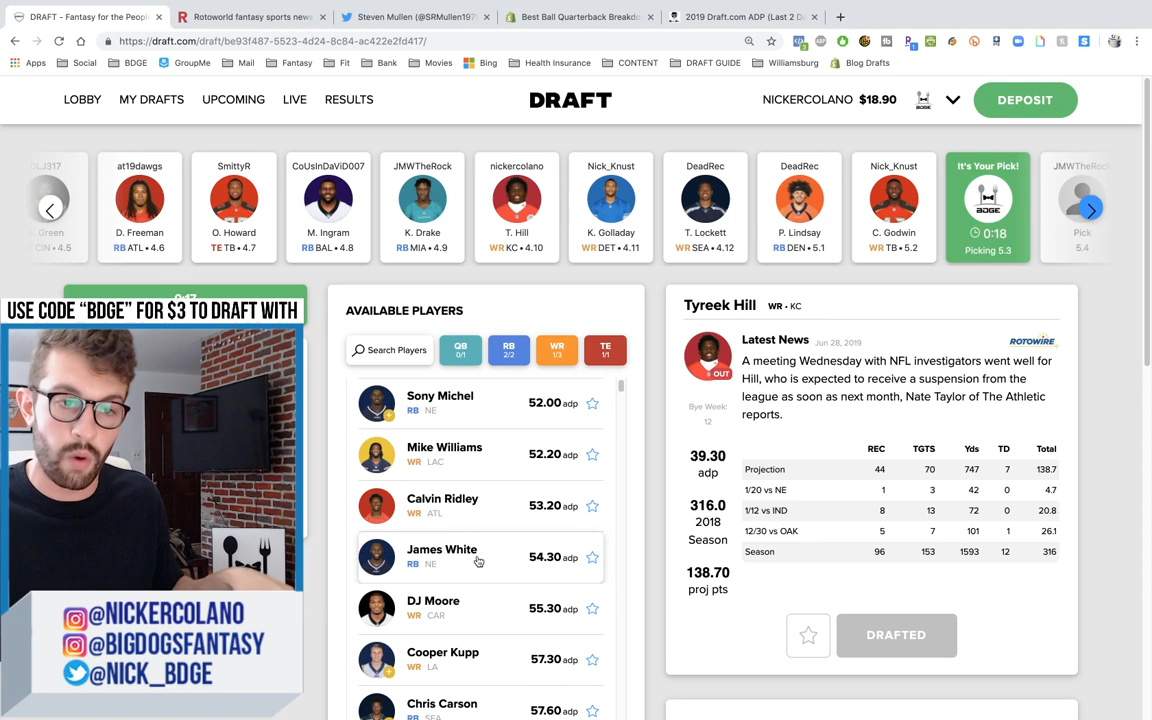 DRAFT - Fantasy for the Peopl
Rotoworld fantasy sports news
Steven Mullen (@SRMullen197
Best Ball Quarterback Breakdo
2019 Draft.com ADP (Last 2 D
https://draft.com/draft/be93f487-5523-4d24-8c84-ac422e2fd417/
Apps
Social
BDGE
GroupMe
Mail
Fantasy
Fit
Bank
Movies
Bing
Health Insurance
CONTENT
DRAFT GUIDE
Williamsburg
Blog Drafts
LOBBY
MY DRAFTS
UPCOMING
LIVE
RESULTS
DRAFT
NICKERCOLANO $18.90
DEPOSIT
DLJ317
. Green
CIN • 4.5
at19dawgs
D. Freeman
RB ATL • 4.6
SmittyR
O. Howard
TE TB • 4.7
CoUsInDaViD007
M. Ingram
RB BAL • 4.8
JMWTheRock
K. Drake
RB MIA • 4.9
nickercolano
T. Hill
WR KC • 4.10
Nick_Knust
K. Golladay
WR DET • 4.11
DeadRec
T. Lockett
WR SEA • 4.12
DeadRec
P. Lindsay
RB DEN • 5.1
Nick_Knust
C. Godwin
WR TB • 5.2
It's Your Pick!
BDGE
0:18
Picking 5.3
JMWTheRock
Pick
5.4
USE CODE "BDGE" FOR $3 TO DRAFT WITH
@NICKERCOLANO
@BIGDOGSFANTASY
@NICK_BDGE
AVAILABLE PLAYERS
Search Players
QB
0/1
RB
2/2
WR
1/3
TE
1/1
Sony Michel
RB NE
52.00 adp
Mike Williams
WR LAC
52.20 adp
Calvin Ridley
WR ATL
53.20 adp
James White
RB NE
54.30 adp
DJ Moore
WR CAR
55.30 adp
Cooper Kupp
WR LA
57.30 adp
Chris Carson
RB SEA
57.60 adp
Tyreek Hill WR • KC
OUT
Bye Week:
12
39.30
adp
316.0
2018
Season
138.70
proj pts
Latest News Jun 28, 2019
ROTOWIRE
A meeting Wednesday with NFL investigators went well for
Hill, who is expected to receive a suspension from the
league as soon as next month, Nate Taylor of The Athletic
reports.
REC TGTS Yds TD Total
Projection 44 70 747 7 138.7
1/20 vs NE 1 3 42 0 4.7
1/12 vs IND 8 13 72 0 20.8
12/30 vs OAK 5 7 101 1 26.1
Season 96 153 1593 12 316
DRAFTED